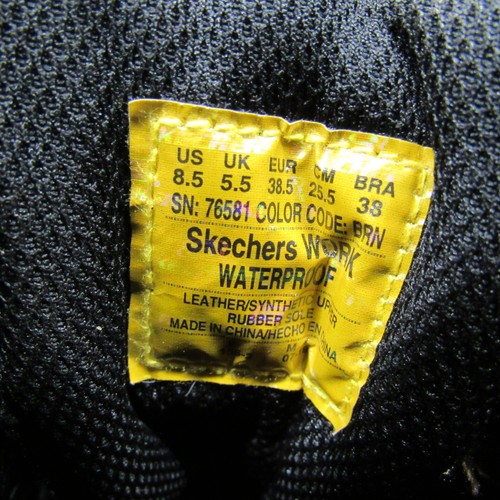 US UK EUR CM BRA
8.5 5.5 38.5 25.5 38
SN: 76581 COLOR CODE: BRN
Skechers WORK
WATERPROOF
LEATHER/SYNTHETIC UPPER
RUBBER SOLE
MADE IN CHINA/HECHO EN CHINA
M